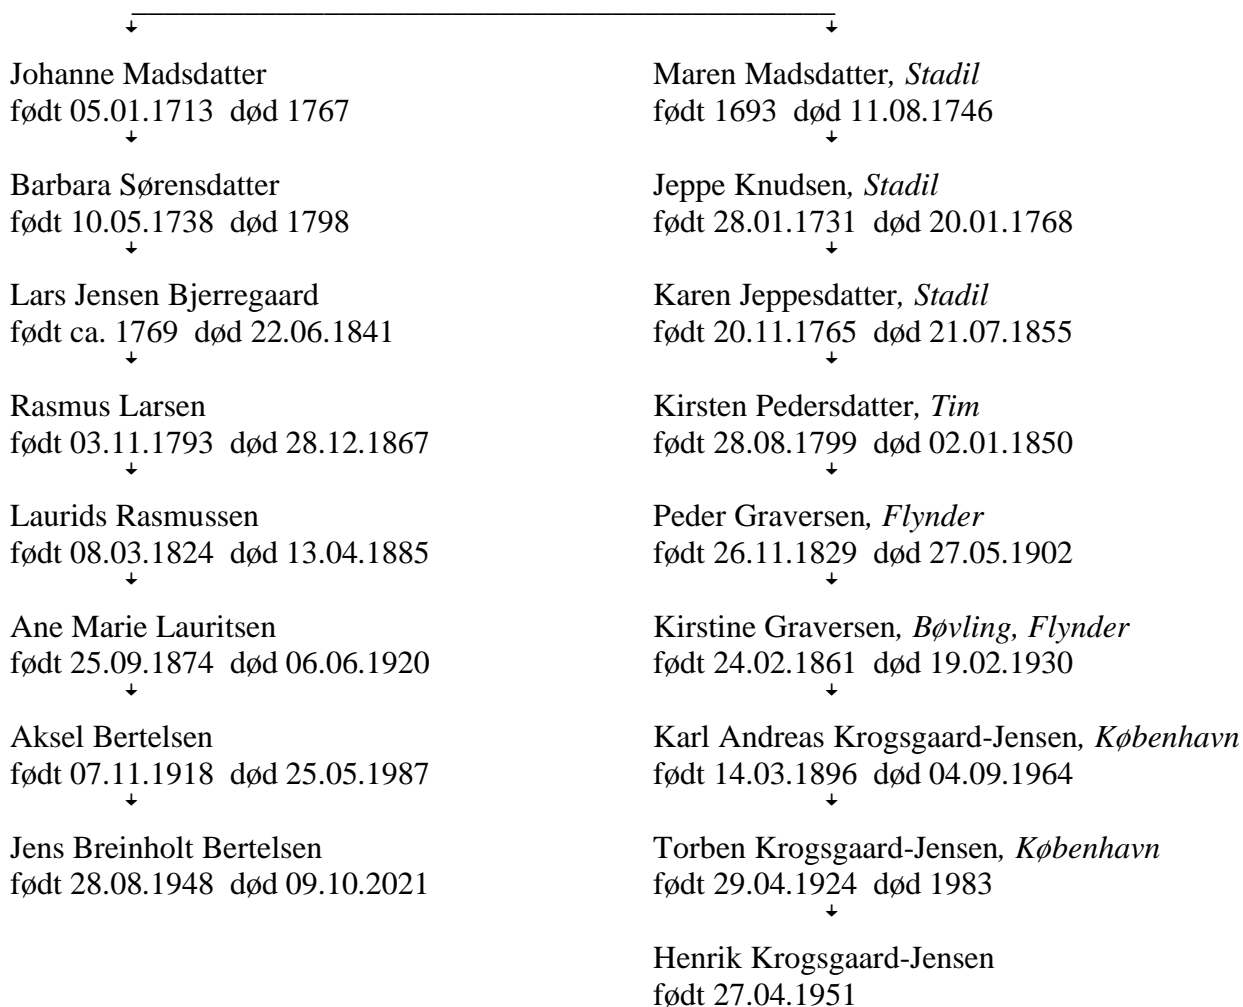 Johanne Madsdatter
født 05.01.1713  død 1767
Barbara Sørensdatter
født 10.05.1738  død 1798
Lars Jensen Bjerregaard
født ca. 1769  død 22.06.1841
Rasmus Larsen
født 03.11.1793  død 28.12.1867
Laurids Rasmussen
født 08.03.1824  død 13.04.1885
Ane Marie Lauritsen
født 25.09.1874  død 06.06.1920
Aksel Bertelsen
født 07.11.1918  død 25.05.1987
Jens Breinholt Bertelsen
født 28.08.1948  død 09.10.2021
Maren Madsdatter, Stadil
født 1693  død 11.08.1746
Jeppe Knudsen, Stadil
født 28.01.1731  død 20.01.1768
Karen Jeppesdatter, Stadil
født 20.11.1765  død 21.07.1855
Kirsten Pedersdatter, Tim
født 28.08.1799  død 02.01.1850
Peder Graversen, Flynder
født 26.11.1829  død 27.05.1902
Kirstine Graversen, Bøvling, Flynder
født 24.02.1861  død 19.02.1930
Karl Andreas Krogsgaard-Jensen, København
født 14.03.1896  død 04.09.1964
Torben Krogsgaard-Jensen, København
født 29.04.1924  død 1983
Henrik Krogsgaard-Jensen
født 27.04.1951